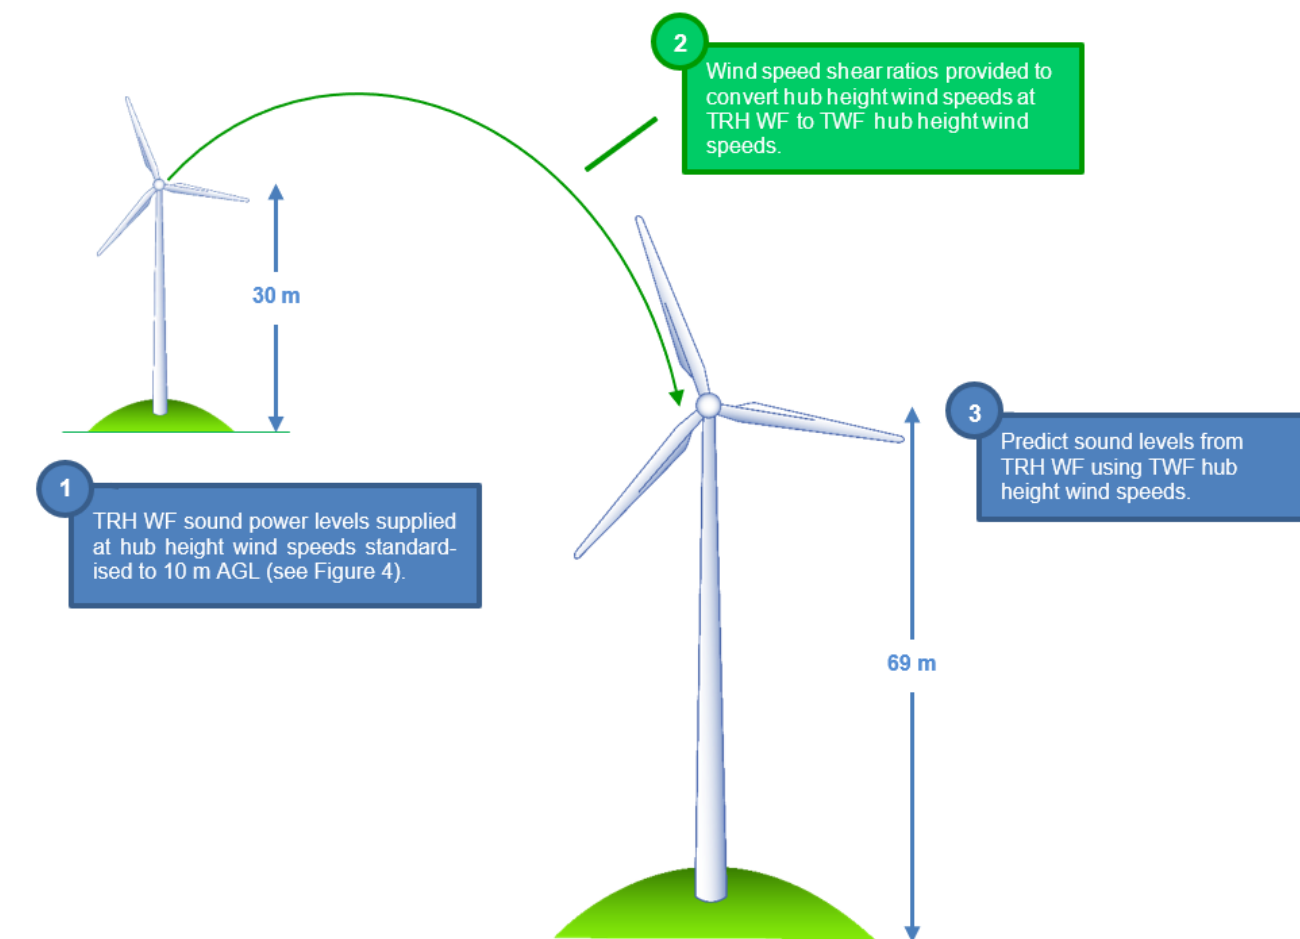 2
Wind speed shear ratios provided to
convert hub height wind speeds at
TRH WF to TWF hub height wind
speeds.
30 m
3
Predict sound levels from
TRH WF using TWF hub
height wind speeds.
1
TRH WF sound power levels supplied
at hub height wind speeds standard-
ised to 10 m AGL (see Figure 4).
69 m